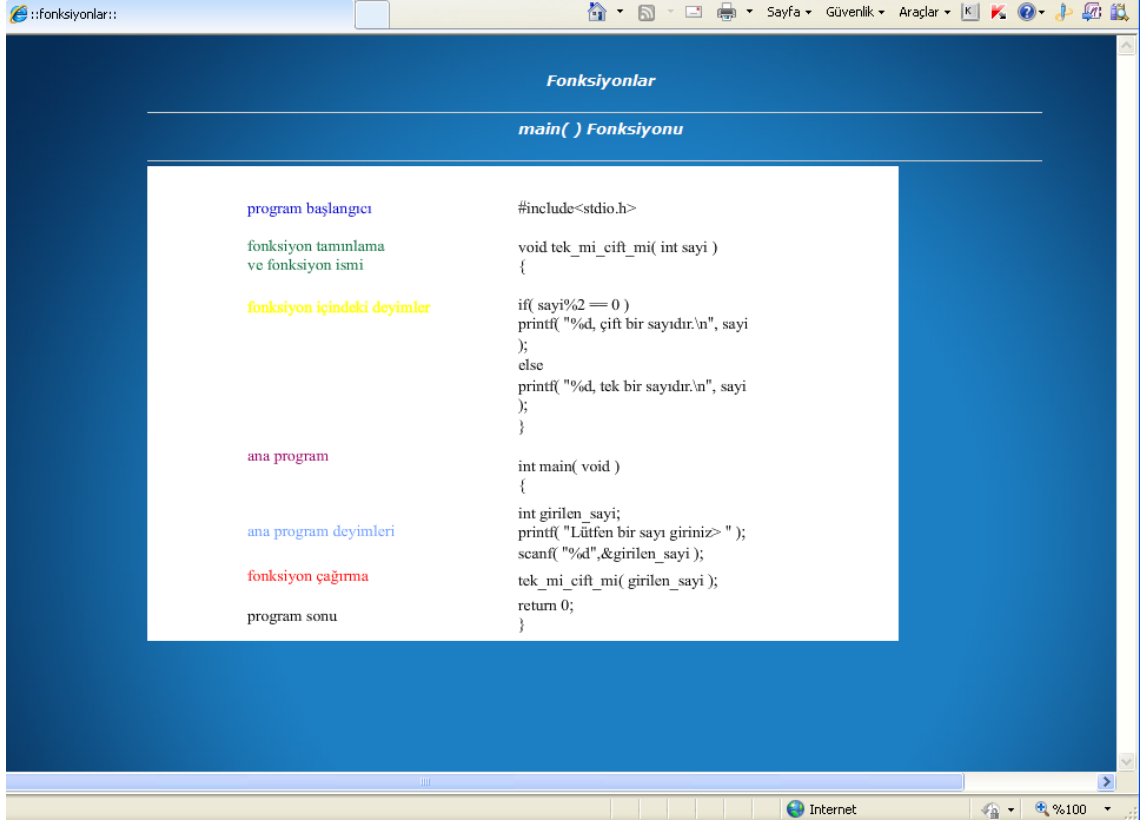 ::fonksiyonlar::
Sayfa Güvenlik Araçlar
Fonksiyonlar
main( ) Fonksiyonu
program başlangıcı #include<stdio.h>
fonksiyon tamınlama void tek_mi_cift_mi( int sayi )
ve fonksiyon ismi {
fonksiyon içindeki deyimler if( sayi%2 == 0 )
printf( "%d, çift bir sayıdır.\n", sayi
);
else
printf( "%d, tek bir sayıdır.\n", sayi
);
}
ana program int main( void )
{
int girilen_sayi;
ana program deyimleri printf( "Lütfen bir sayı giriniz> " );
scanf( "%d",&girilen_sayi );
fonksiyon çağırma tek_mi_cift_mi( girilen_sayi );
return 0;
program sonu }
Internet %100